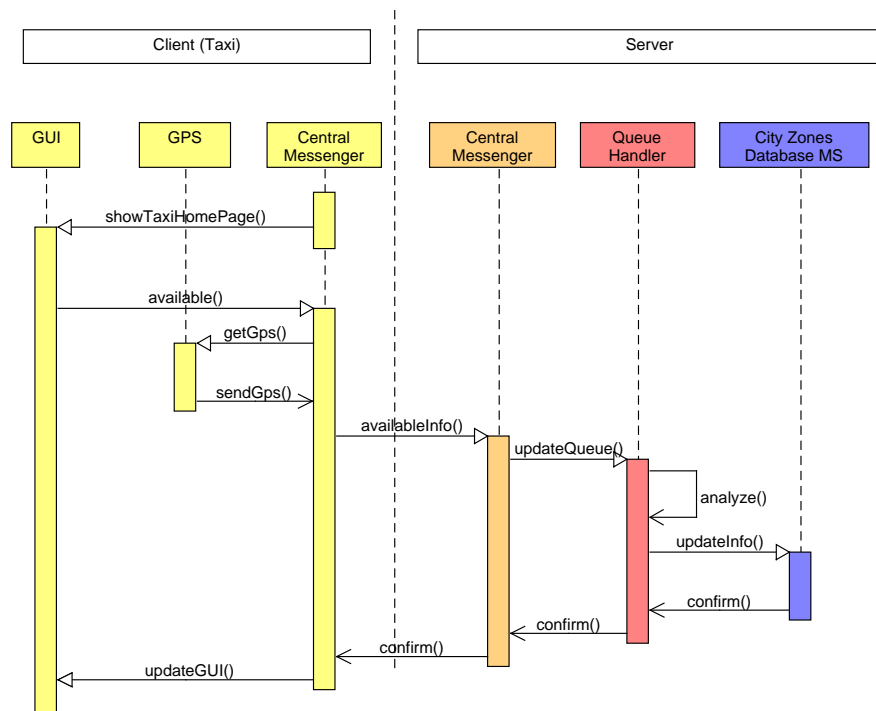 Client (Taxi)
Server
GUI
GPS
Central
Messenger
Central
Messenger
Queue
Handler
City Zones
Database MS
showTaxiHomePage()
available()
getGps()
sendGps()
availableInfo()
updateQueue()
analyze()
updateInfo()
confirm()
confirm()
confirm()
updateGUI()